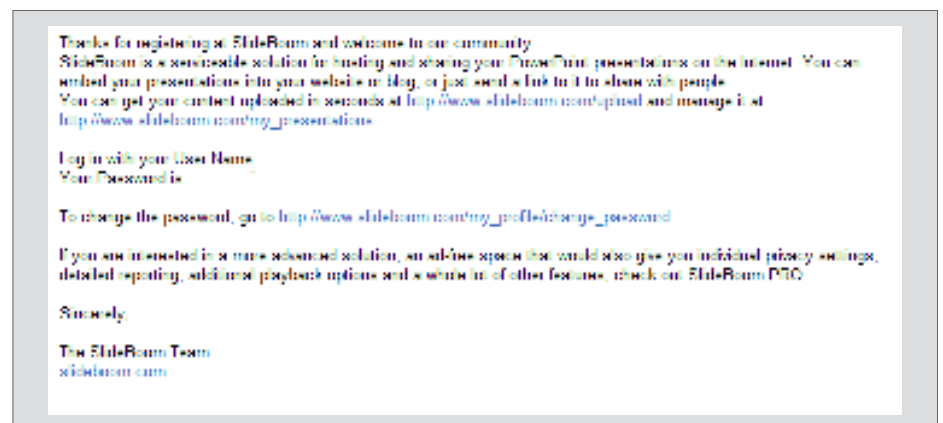 Thanks for registering at SlideBoom and welcome to our community
SlideBoom is a serviceable solution for hosting and sharing your PowerPoint presentations on the Internet. You can
embed your presentations into your website or blog, or just send a link to it to share with people.
You can get your content uploaded in seconds at http://www.slideboom.com/upload and manage it at
http://www.slideboom.com/my_presentations
Log in with your User Name
Your Password is
To change the password, go to http://www.slideboom.com/my_profile/change_password
If you are interested in a more advanced solution, an ad-free space that would also give you individual privacy settings,
detailed reporting, additional playback options and a whole lot of other features, check out SlideBoom PRO
Sincerely,
The SlideBoom Team
slideboom.com